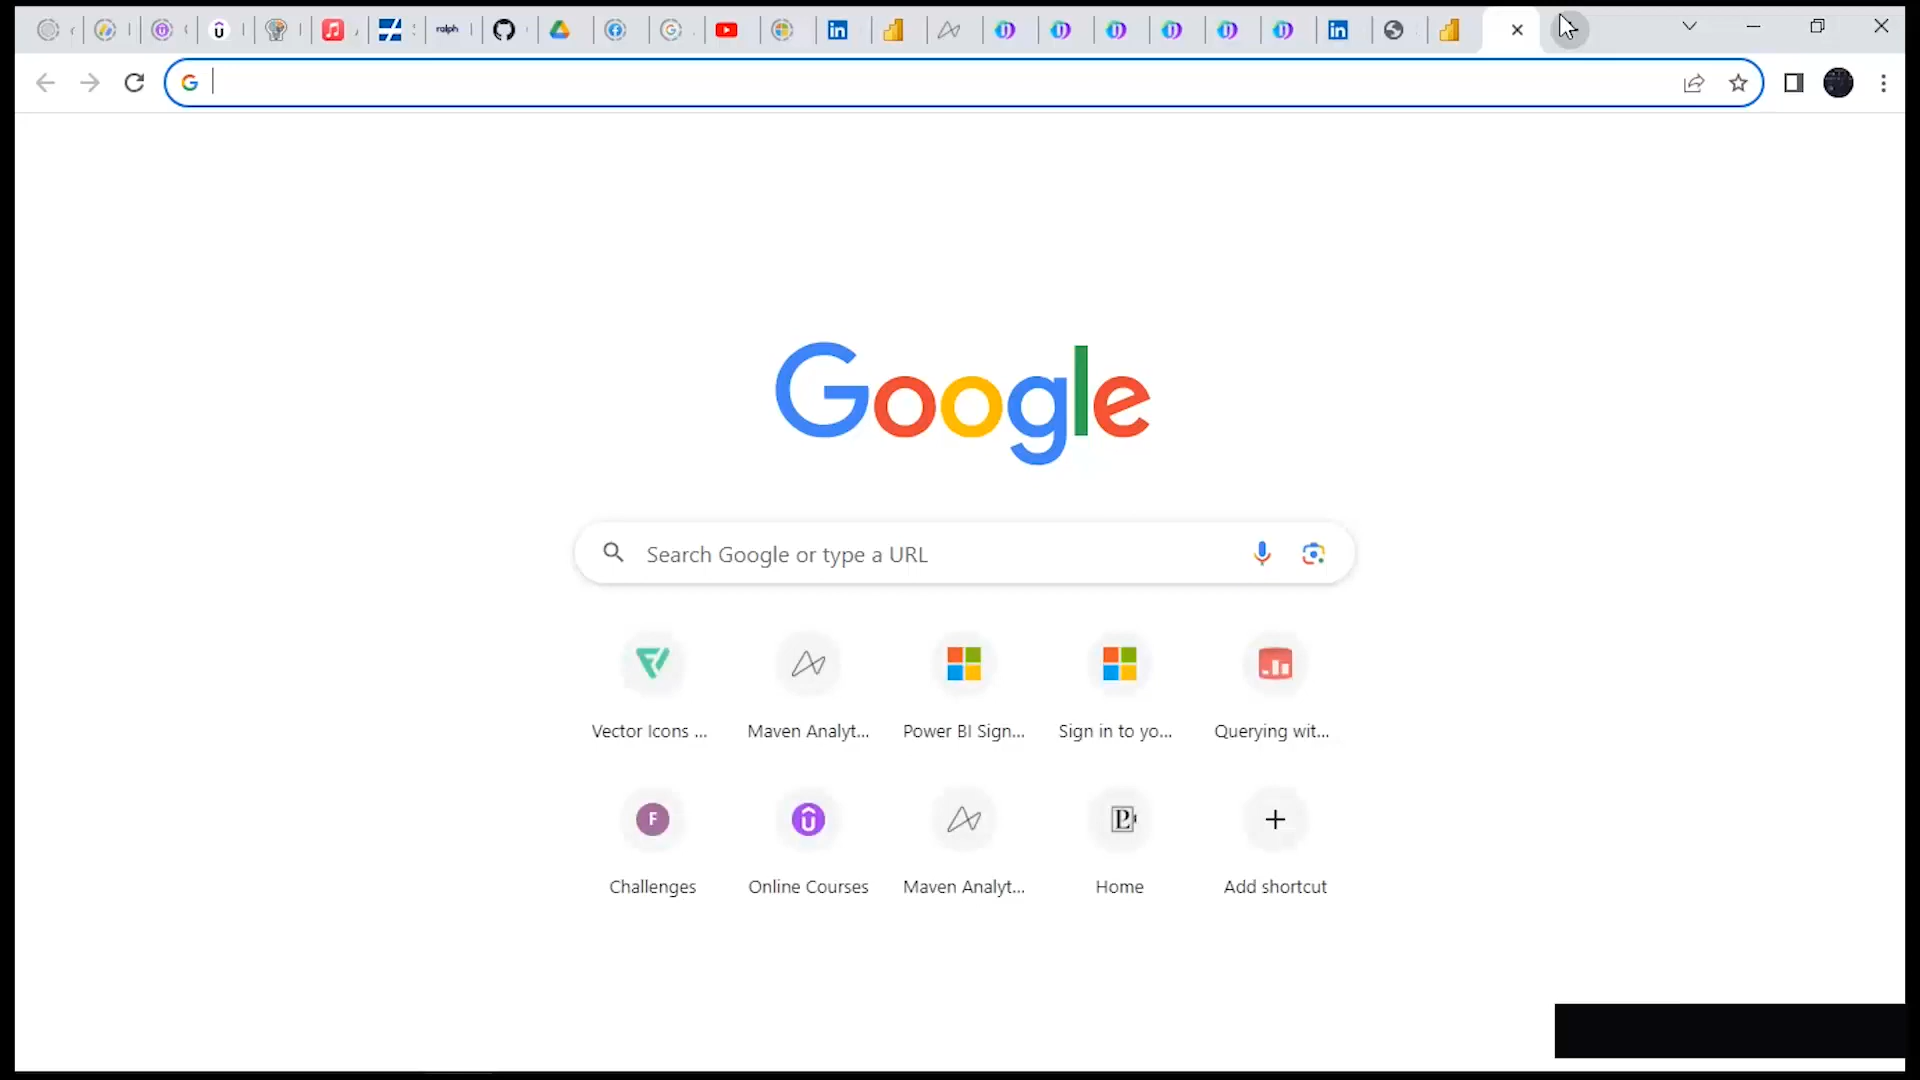 ralph
Google
Search Google or type a URL
Vector Icons ...
Maven Analyt...
Power BI Sign...
Sign in to yo...
Querying wit...
F
Challenges
Online Courses
Maven Analyt...
Home
Add shortcut